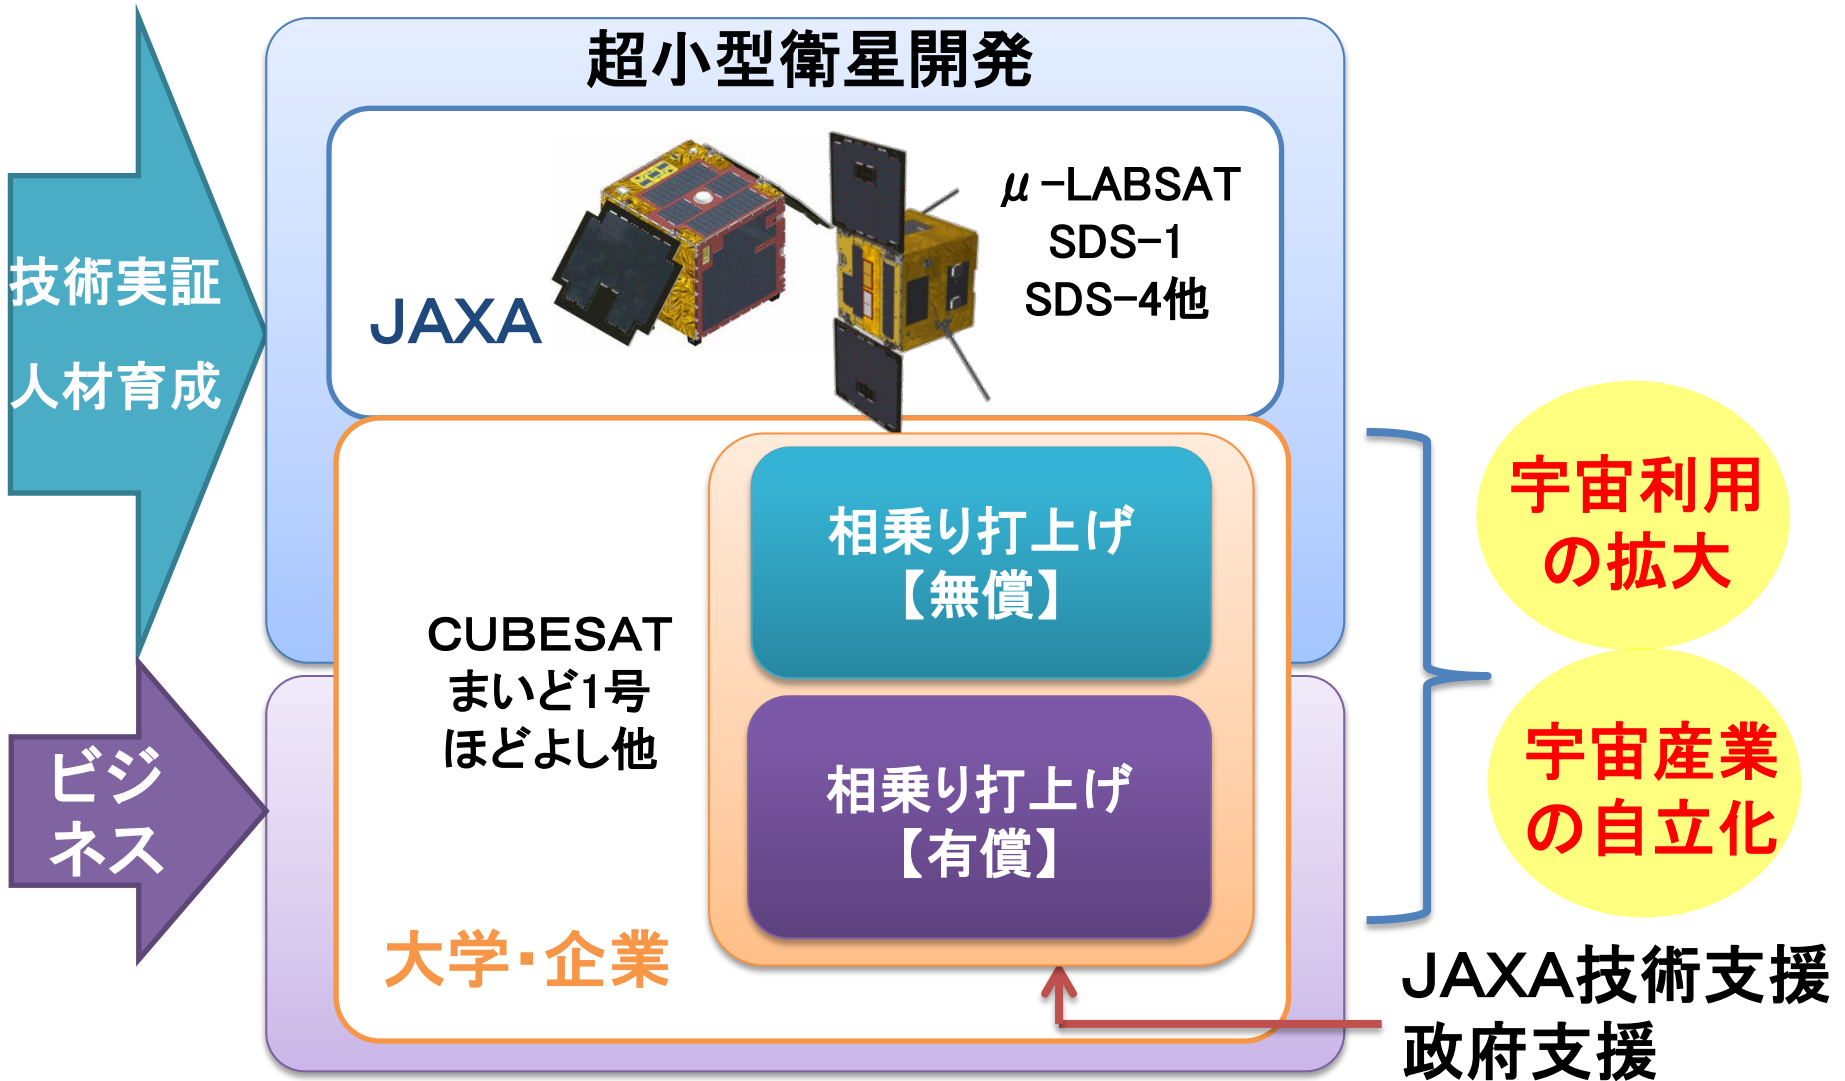 超小型衛星開発
技術実証
人材育成
JAXA
μ-LABSAT
SDS-1
SDS-4他
相乗り打上げ
【無償】
CUBESAT
まいど1号
ほどよし他
ビジ
ネス
相乗り打上げ
【有償】
大学・企業
宇宙利用
の拡大
宇宙産業
の自立化
JAXA技術支援
政府支援